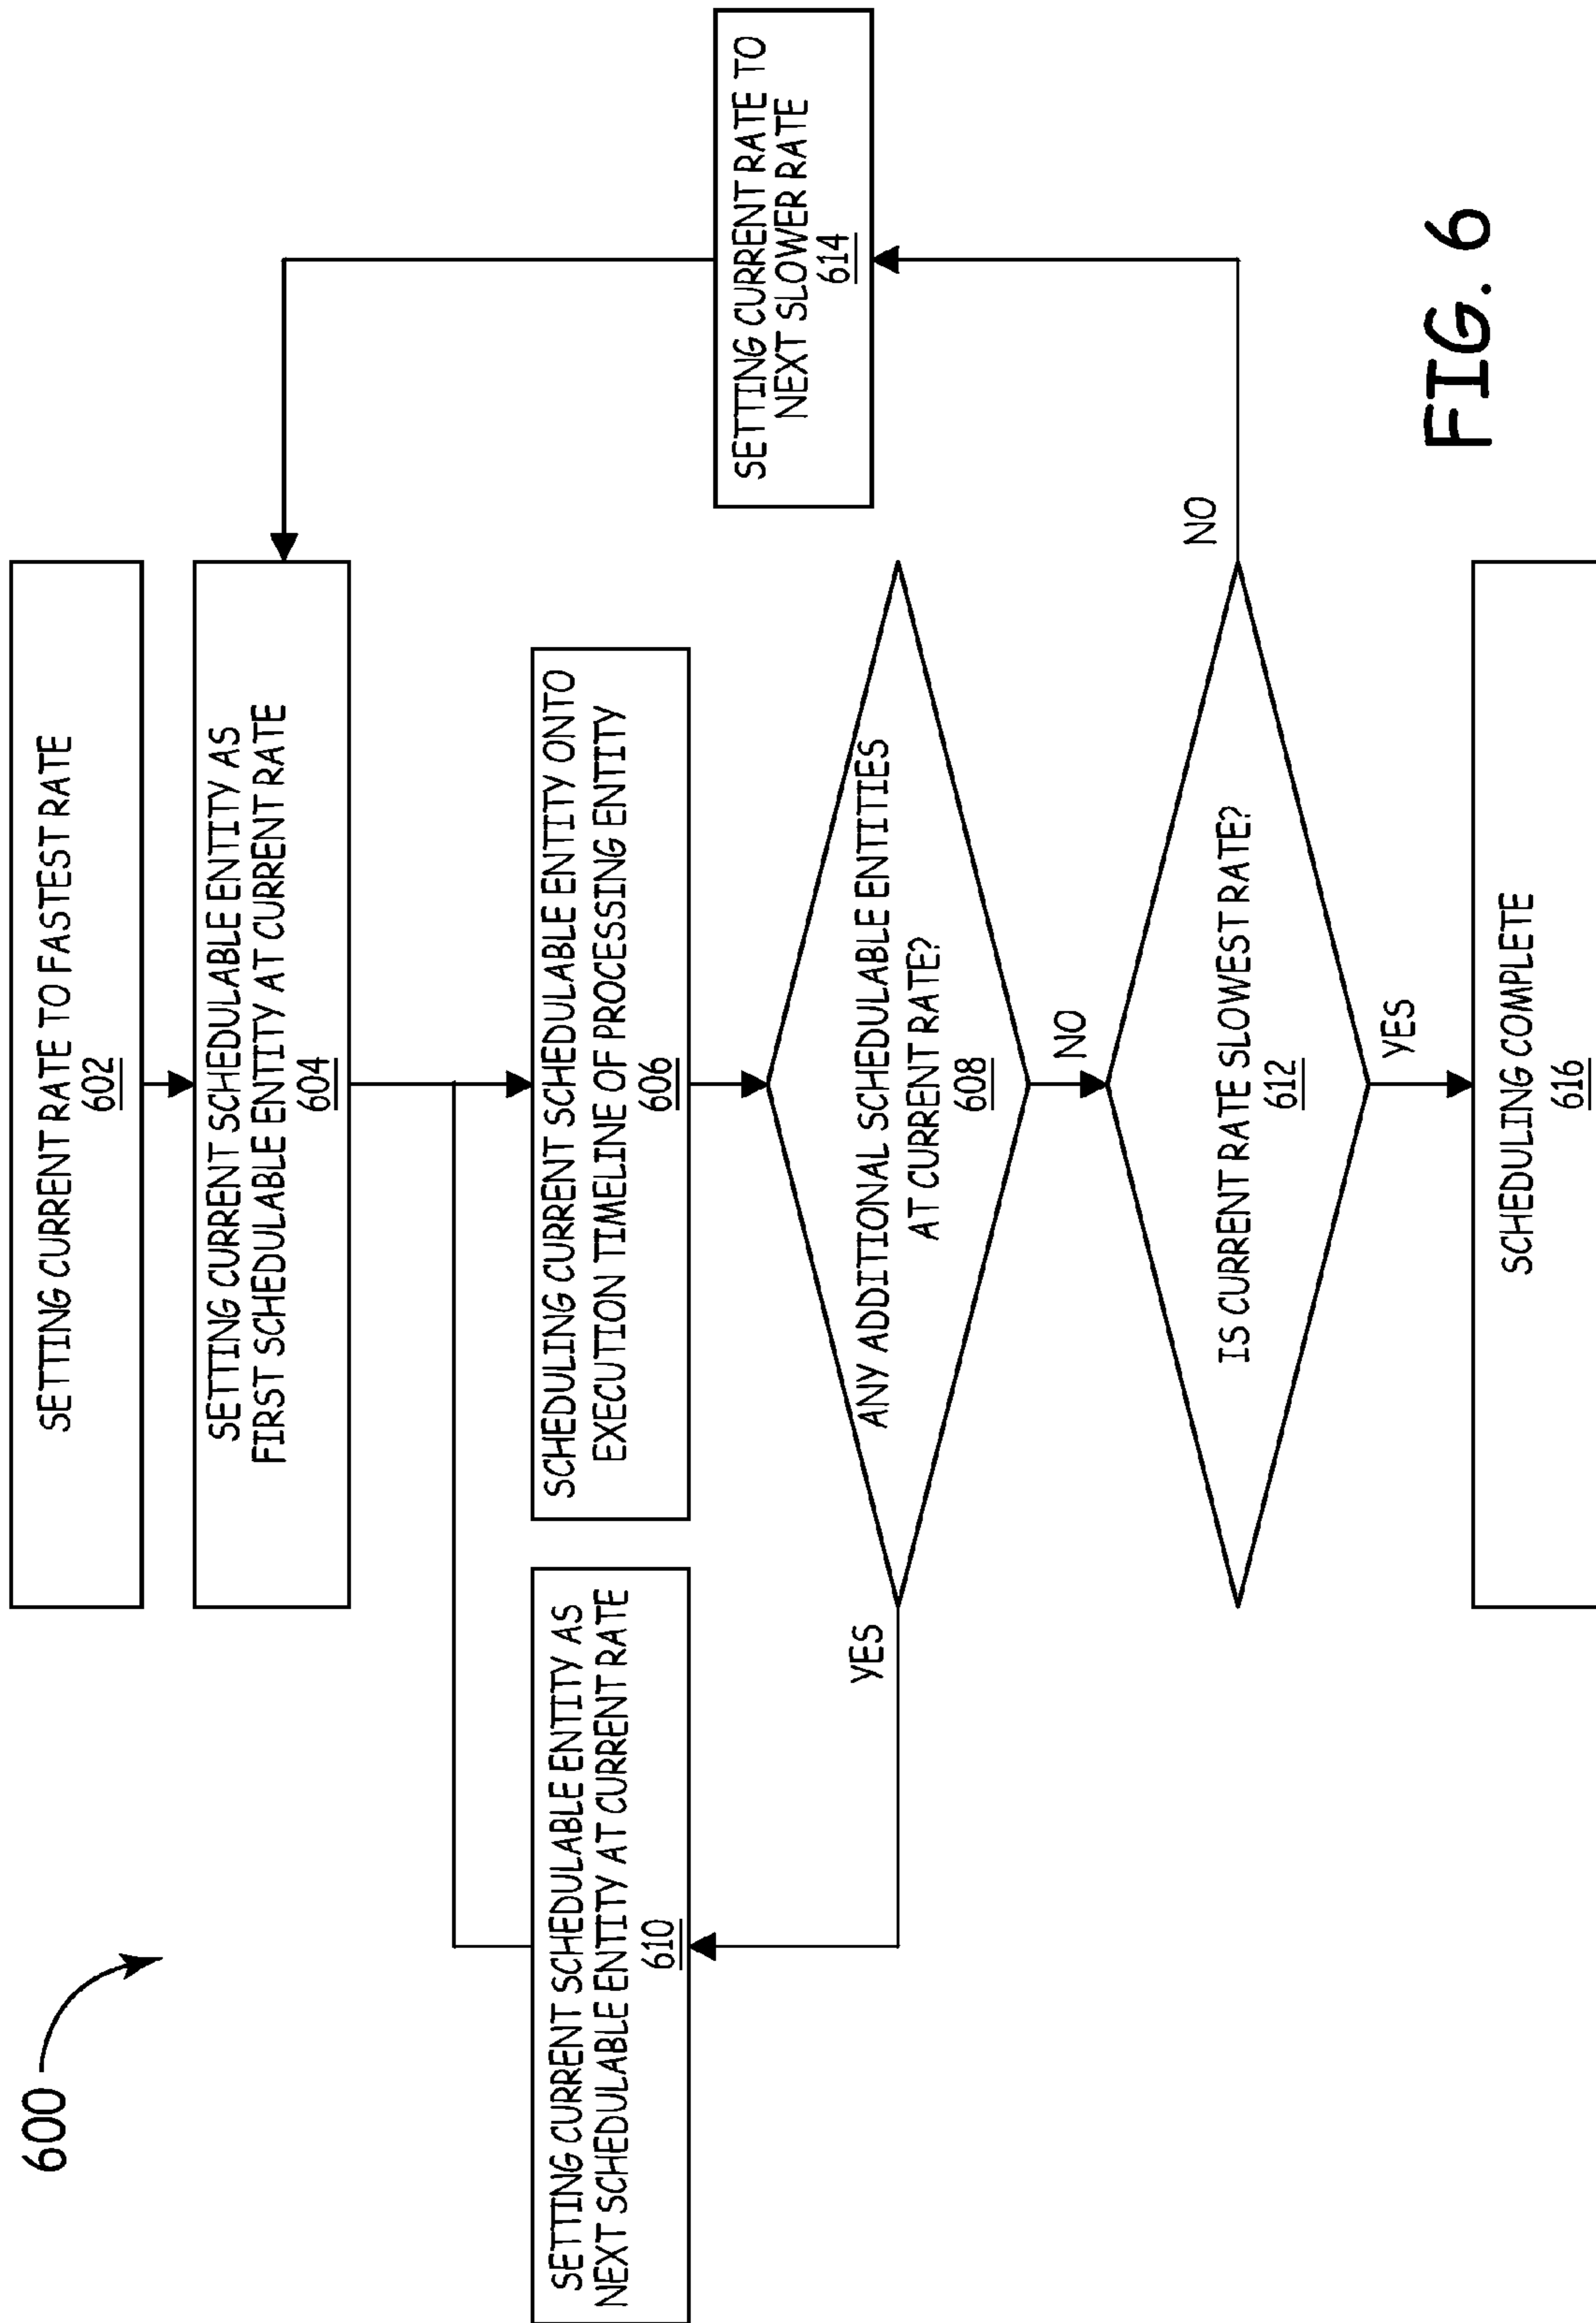 600
SETTING CURRENT RATE TO FASTEST RATE
602
SETTING CURRENT SCHEDULABLE ENTITY AS
FIRST SCHEDULABLE ENTITY AT CURRENT RATE
604
SETTING CURRENT SCHEDULABLE ENTITY AS
NEXT SCHEDULABLE ENTITY AT CURRENT RATE
610
SCHEDULING CURRENT SCHEDULABLE ENTITY ONTO
EXECUTION TIMELINE OF PROCESSING ENTITY
606
SETTING CURRENT RATE TO
NEXT SLOWER RATE
614
YES
ANY ADDITIONAL SCHEDULABLE ENTITIES
AT CURRENT RATE?
608
NO
NO
IS CURRENT RATE SLOWEST RATE?
612
YES
SCHEDULING COMPLETE
616
FIG. 6